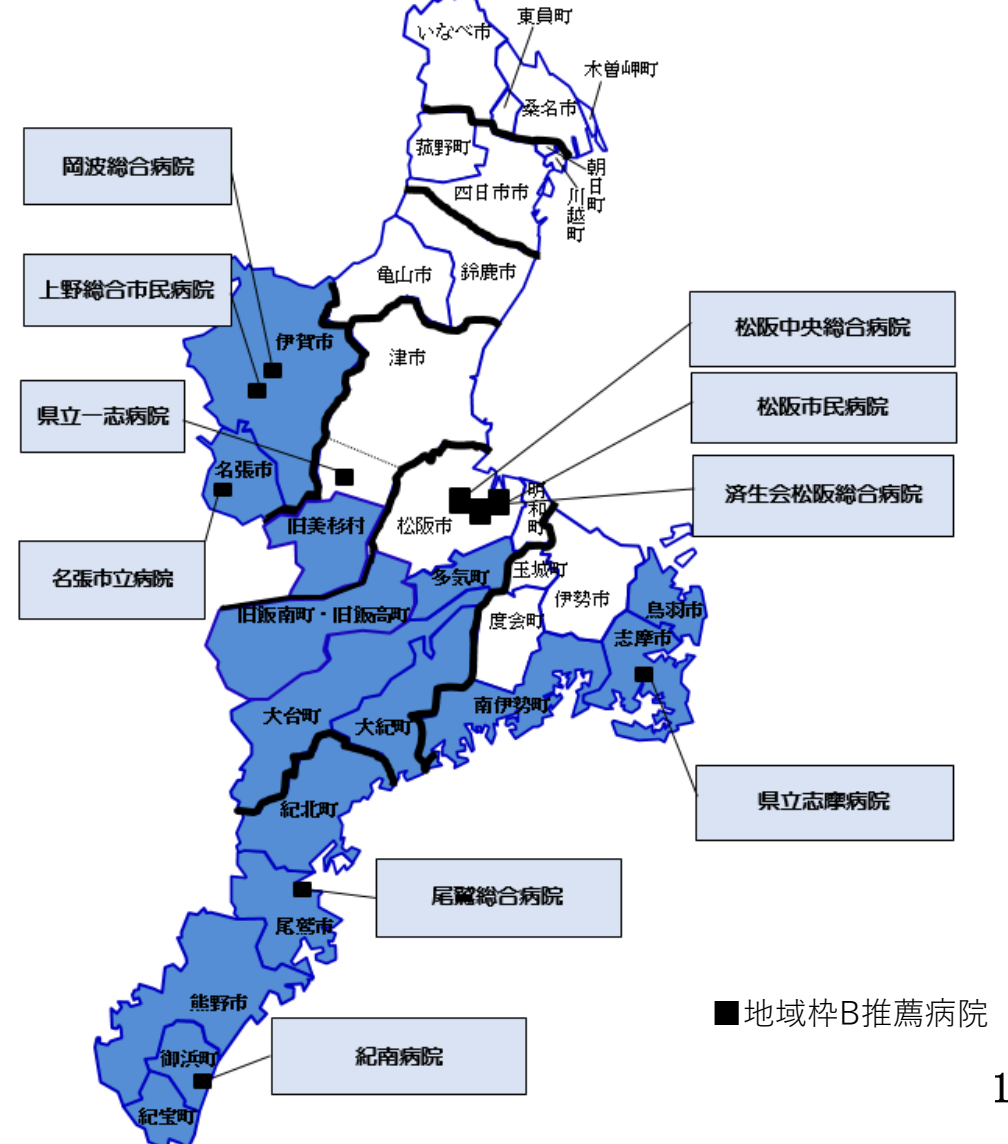 東員町
いなべ市
木曽岬町
桑名市
菰野町
朝日町
川越町
四日市市
岡波総合病院
上野総合市民病院
亀山市
鈴鹿市
伊賀市
津市
松阪中央総合病院
松阪市民病院
県立一志病院
名張市
済生会松阪総合病院
明和町
旧美杉村
松阪市
名張市立病院
多気町
玉城町
伊勢市
旧飯南町・旧飯高町
度会町
鳥羽市
志摩市
大台町
大紀町
南伊勢町
県立志摩病院
紀北町
尾鷲総合病院
尾鷲市
熊野市
■地域枠B推薦病院
御浜町
紀南病院
紀宝町
1